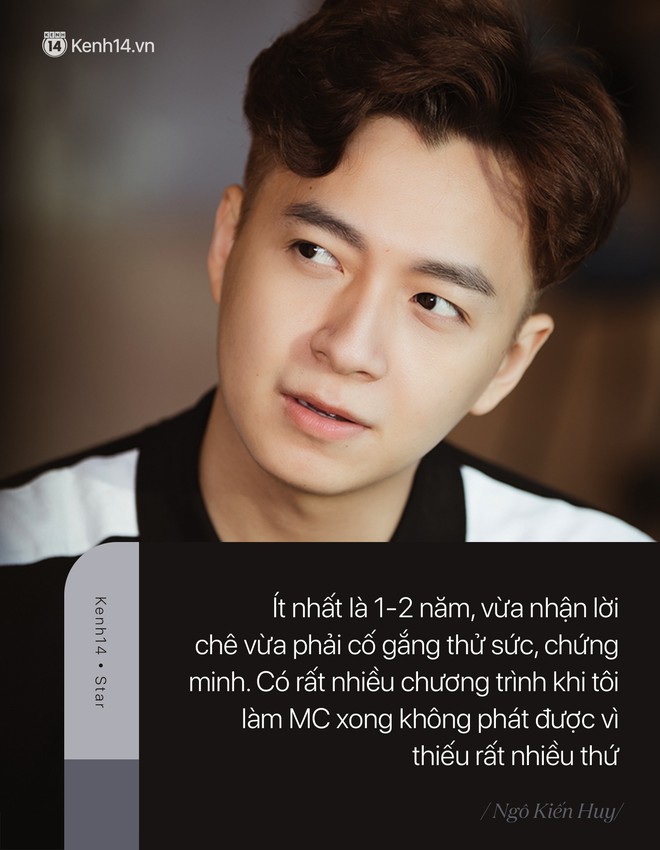 KENH
14
Kenh14.vn
Kenh14 • Star
Ít nhất là 1-2 năm, vừa nhận lời
chê vừa phải cố gắng thử sức, chứng
minh. Có rất nhiều chương trình khi tôi
làm MC xong không phát được vì
thiếu rất nhiều thứ
/ Ngô Kiến Huy/